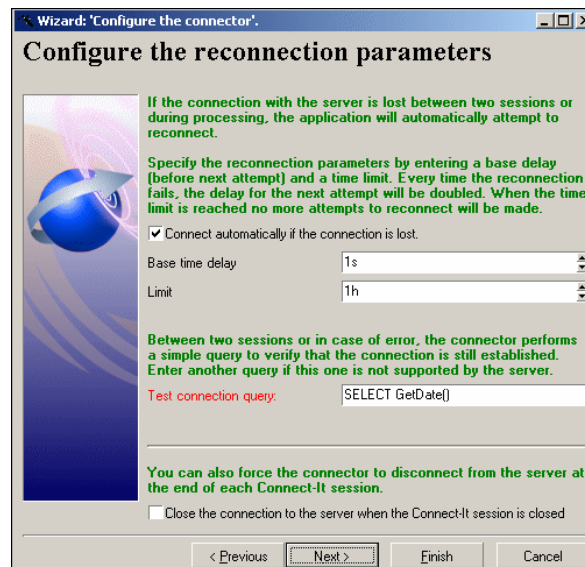 Wizard: 'Configure the connector'.
Configure the reconnection parameters
If the connection with the server is lost between two sessions or
during processing, the application will automatically attempt to
reconnect.
Specify the reconnection parameters by entering a base delay
(before next attempt) and a time limit. Every time the reconnection
fails, the delay for the next attempt will be doubled. When the time
limit is reached no more attempts to reconnect will be made.
Connect automatically if the connection is lost.
Base time delay 1s
Limit 1h
Between two sessions or in case of error, the connector performs
a simple query to verify that the connection is still established.
Enter another query if this one is not supported by the server.
Test connection query: SELECT GetDate()
You can also force the connector to disconnect from the server at
the end of each Connect-It session.
Close the connection to the server when the Connect-It session is closed
< Previous Next > Finish Cancel